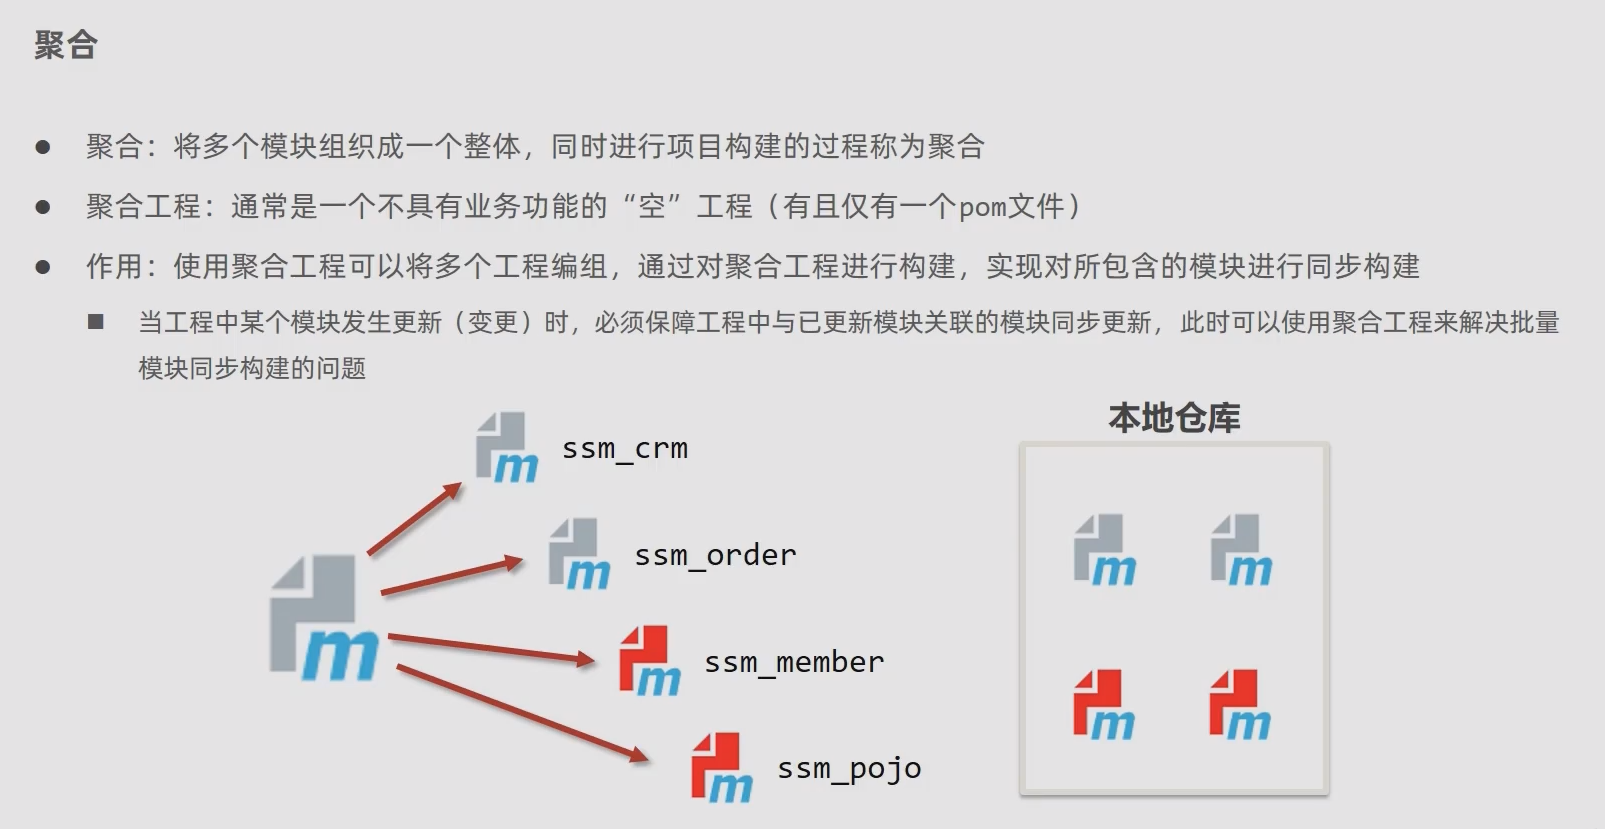 聚合
聚合：将多个模块组织成一个整体，同时进行项目构建的过程称为聚合
聚合工程：通常是一个不具有业务功能的“空”工程（有且仅有一个pom文件）
作用：使用聚合工程可以将多个工程编组，通过对聚合工程进行构建，实现对所包含的模块进行同步构建
当工程中某个模块发生更新（变更）时，必须保障工程中与已更新模块关联的模块同步更新，此时可以使用聚合工程来解决批量
模块同步构建的问题
本地仓库
m ssm_crm
m ssm_order
m m
m
m ssm_member
m m
m ssm_pojo